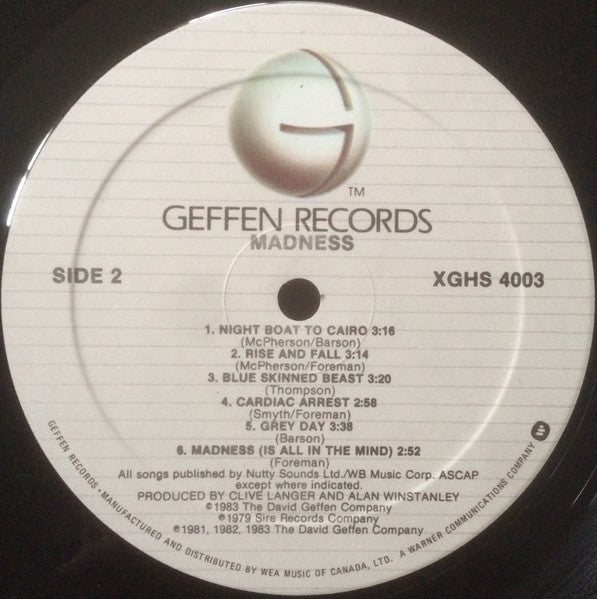 TM
GEFFEN RECORDS
MADNESS
SIDE 2
XGHS 4003
1. NIGHT BOAT TO CAIRO 3:16
(McPherson/Barson)
2. RISE AND FALL 3:14
(McPherson/Foreman)
3. BLUE SKINNED BEAST 3:20
(Thompson)
4. CARDIAC ARREST 2:58
(Smyth/Foreman)
5. GREY DAY 3:38
(Barson)
6. MADNESS (IS ALL IN THE MIND) 2:52
(Foreman)
All songs published by Nutty Sounds Ltd./WB Music Corp. ASCAP
except where indicated.
PRODUCED BY CLIVE LANGER AND ALAN WINSTANLEY
©1983 The David Geffen Company
℗1979 Sire Records Company
℗1981, 1982, 1983 The David Geffen Company
GEFFEN RECORDS • MANUFACTURED AND DISTRIBUTED BY WEA MUSIC OF CANADA, LTD. A WARNER COMMUNICATIONS COMPANY